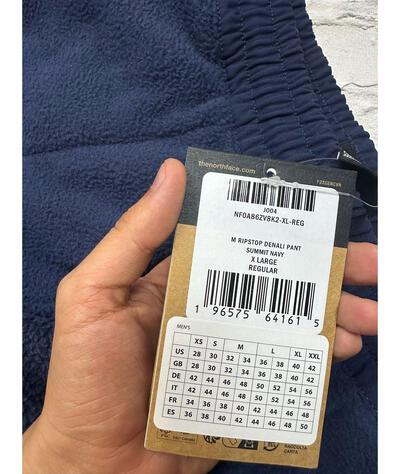 thenorthface.com
J004
NF0A86ZV8K2-XL-REG
M RIPSTOP DENALI PANT
SUMMIT NAVY
X LARGE
REGULAR
1 96575 64161 5
MEN'S
XS S M L XL XXL
US 28 30 32 34 36 38 40 42
GB 28 30 32 34 36 38 40 42
DE 42 44 46 48 50 52 54 56
IT 42 44 46 48 50 52 54 56
FR 34 36 38 40 42 44 46 48
ES 36 38 40 42 44 46 48 50
RACCOLTA
CARTA